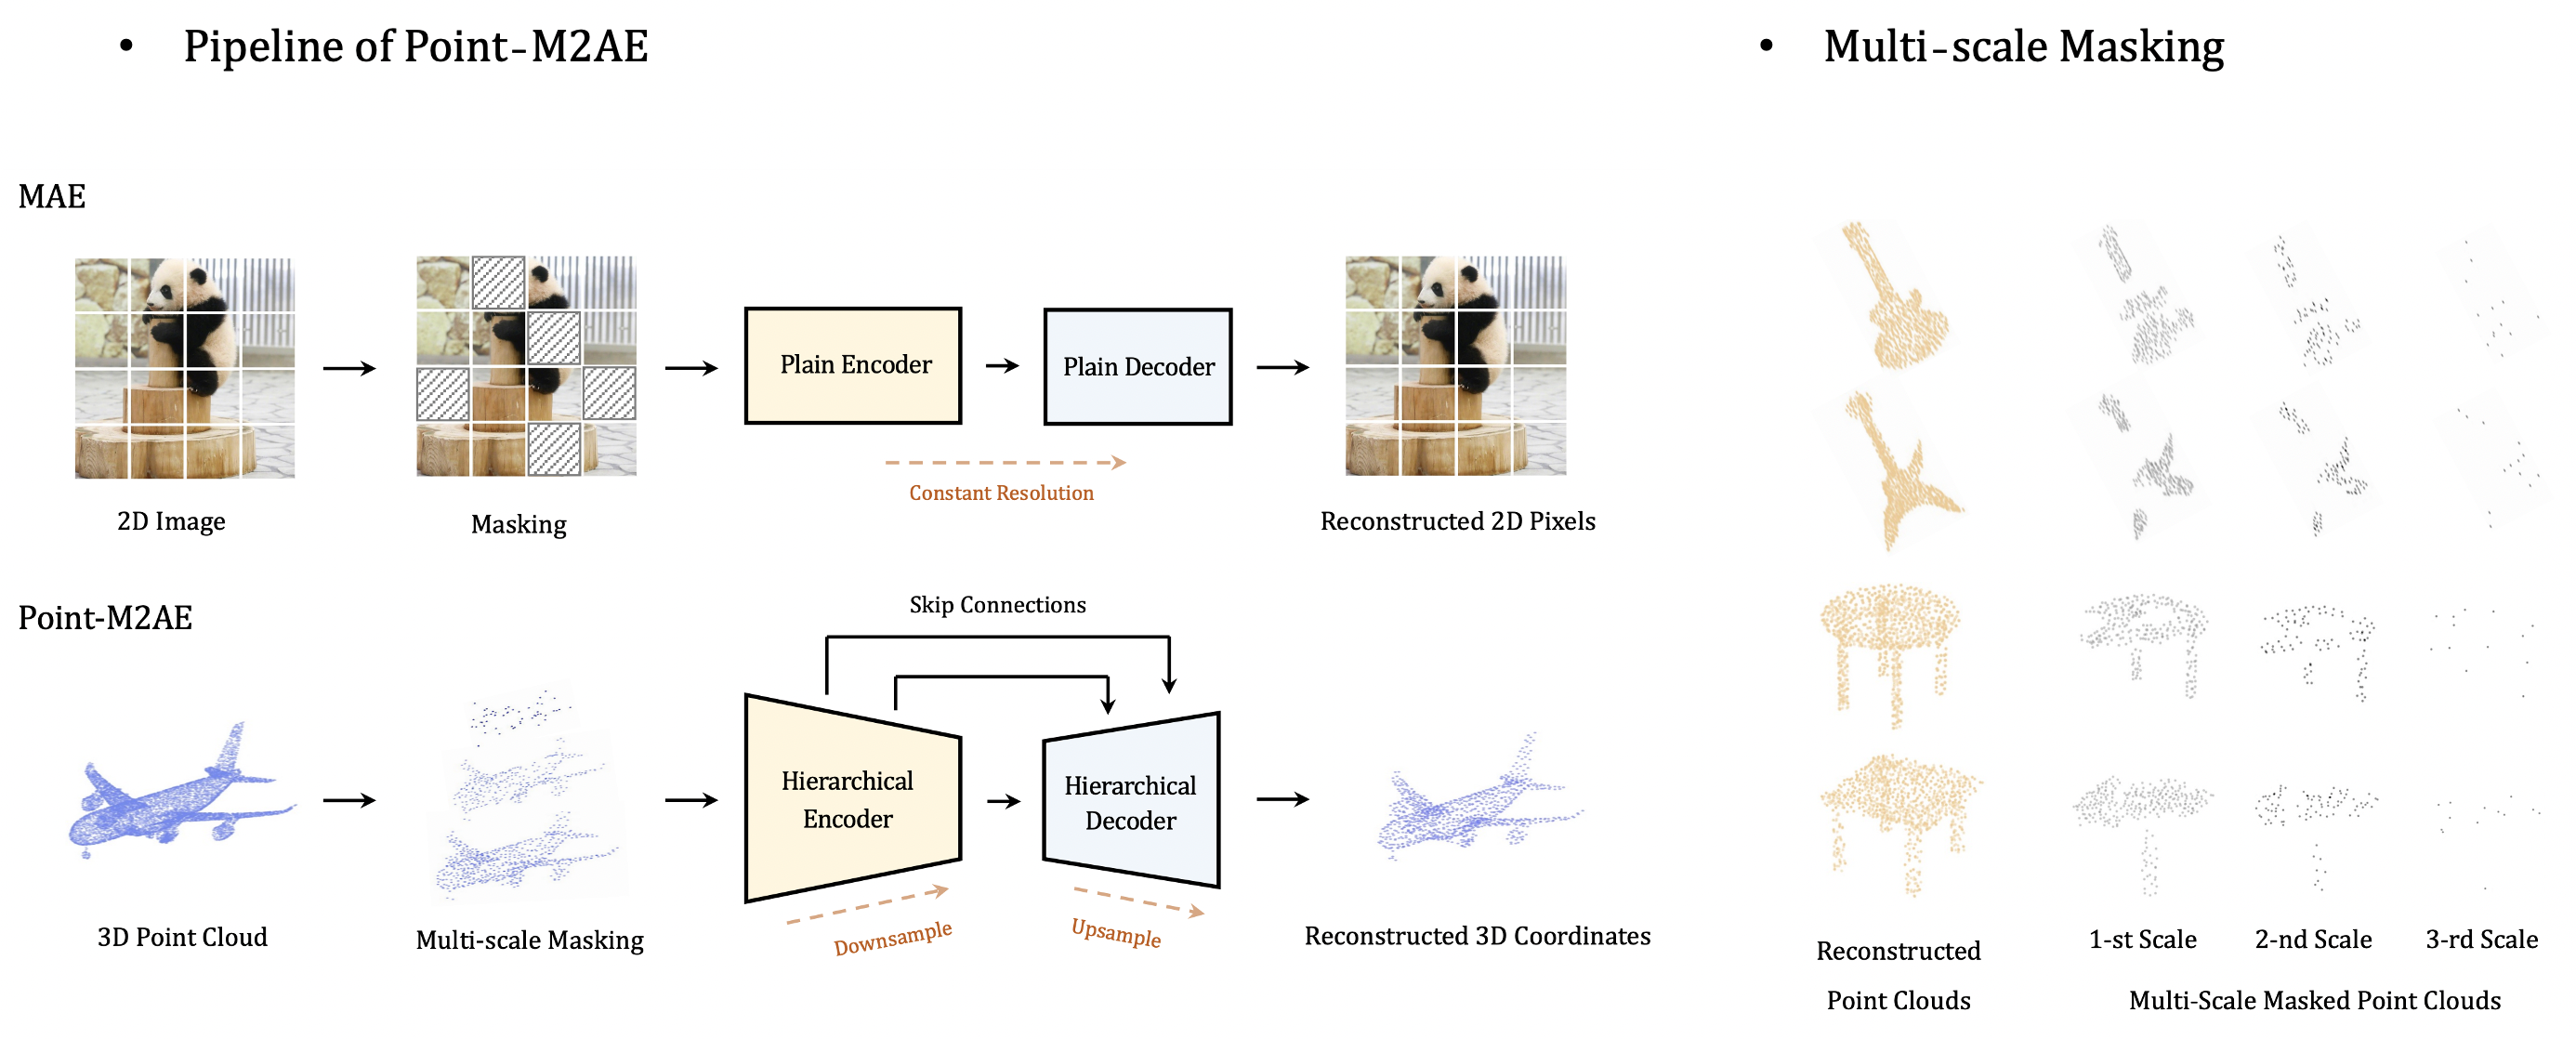 • Pipeline of Point-M2AE
• Multi-scale Masking
MAE
Plain Encoder
Plain Decoder
Constant Resolution
2D Image
Masking
Reconstructed 2D Pixels
Point-M2AE
Skip Connections
Hierarchical
Encoder
Hierarchical
Decoder
Downsample
Upsample
3D Point Cloud
Multi-scale Masking
Reconstructed 3D Coordinates
Reconstructed
Point Clouds
1-st Scale
2-nd Scale
3-rd Scale
Multi-Scale Masked Point Clouds